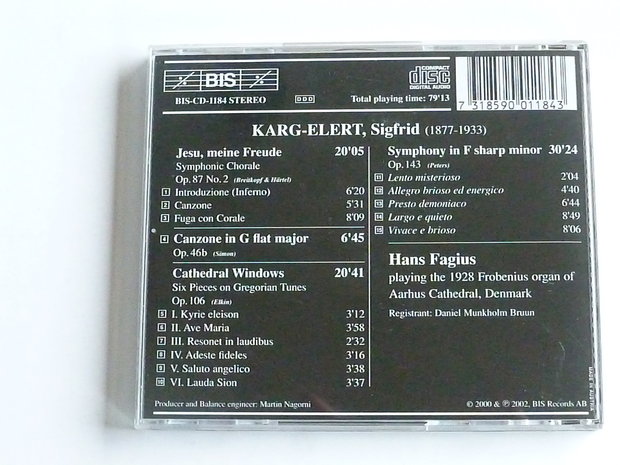 BIS
BIS-CD-1184 STEREO
DDD
COMPACT
disc
DIGITAL AUDIO
Total playing time: 79'13
7 318590 011843
KARG-ELERT, Sigfrid (1877-1933)
Jesu, meine Freude 20'05
Symphonic Chorale
Op. 87 No. 2 (Breitkopf & Härtel)
1 Introduzione (Inferno) 6'20
2 Canzone 5'31
3 Fuga con Corale 8'09
4 Canzone in G flat major 6'45
Op. 46b (Simon)
Cathedral Windows 20'41
Six Pieces on Gregorian Tunes
Op. 106 (Elkin)
5 I. Kyrie eleison 3'12
6 II. Ave Maria 3'58
7 III. Resonet in laudibus 2'32
8 IV. Adeste fideles 3'16
9 V. Saluto angelico 3'38
10 VI. Lauda Sion 3'37
Symphony in F sharp minor 30'24
Op. 143 (Peters)
11 Lento misterioso 2'04
12 Allegro brioso ed energico 4'40
13 Presto demoniaco 6'44
14 Largo e quieto 8'49
15 Vivace e brioso 8'06
Hans Fagius
playing the 1928 Frobenius organ of
Aarhus Cathedral, Denmark
Registrant: Daniel Munkholm Bruun
Producer and Balance engineer: Martin Nagorni
© 2000 & ℗ 2002, BIS Records AB
MADE IN AUSTRIA